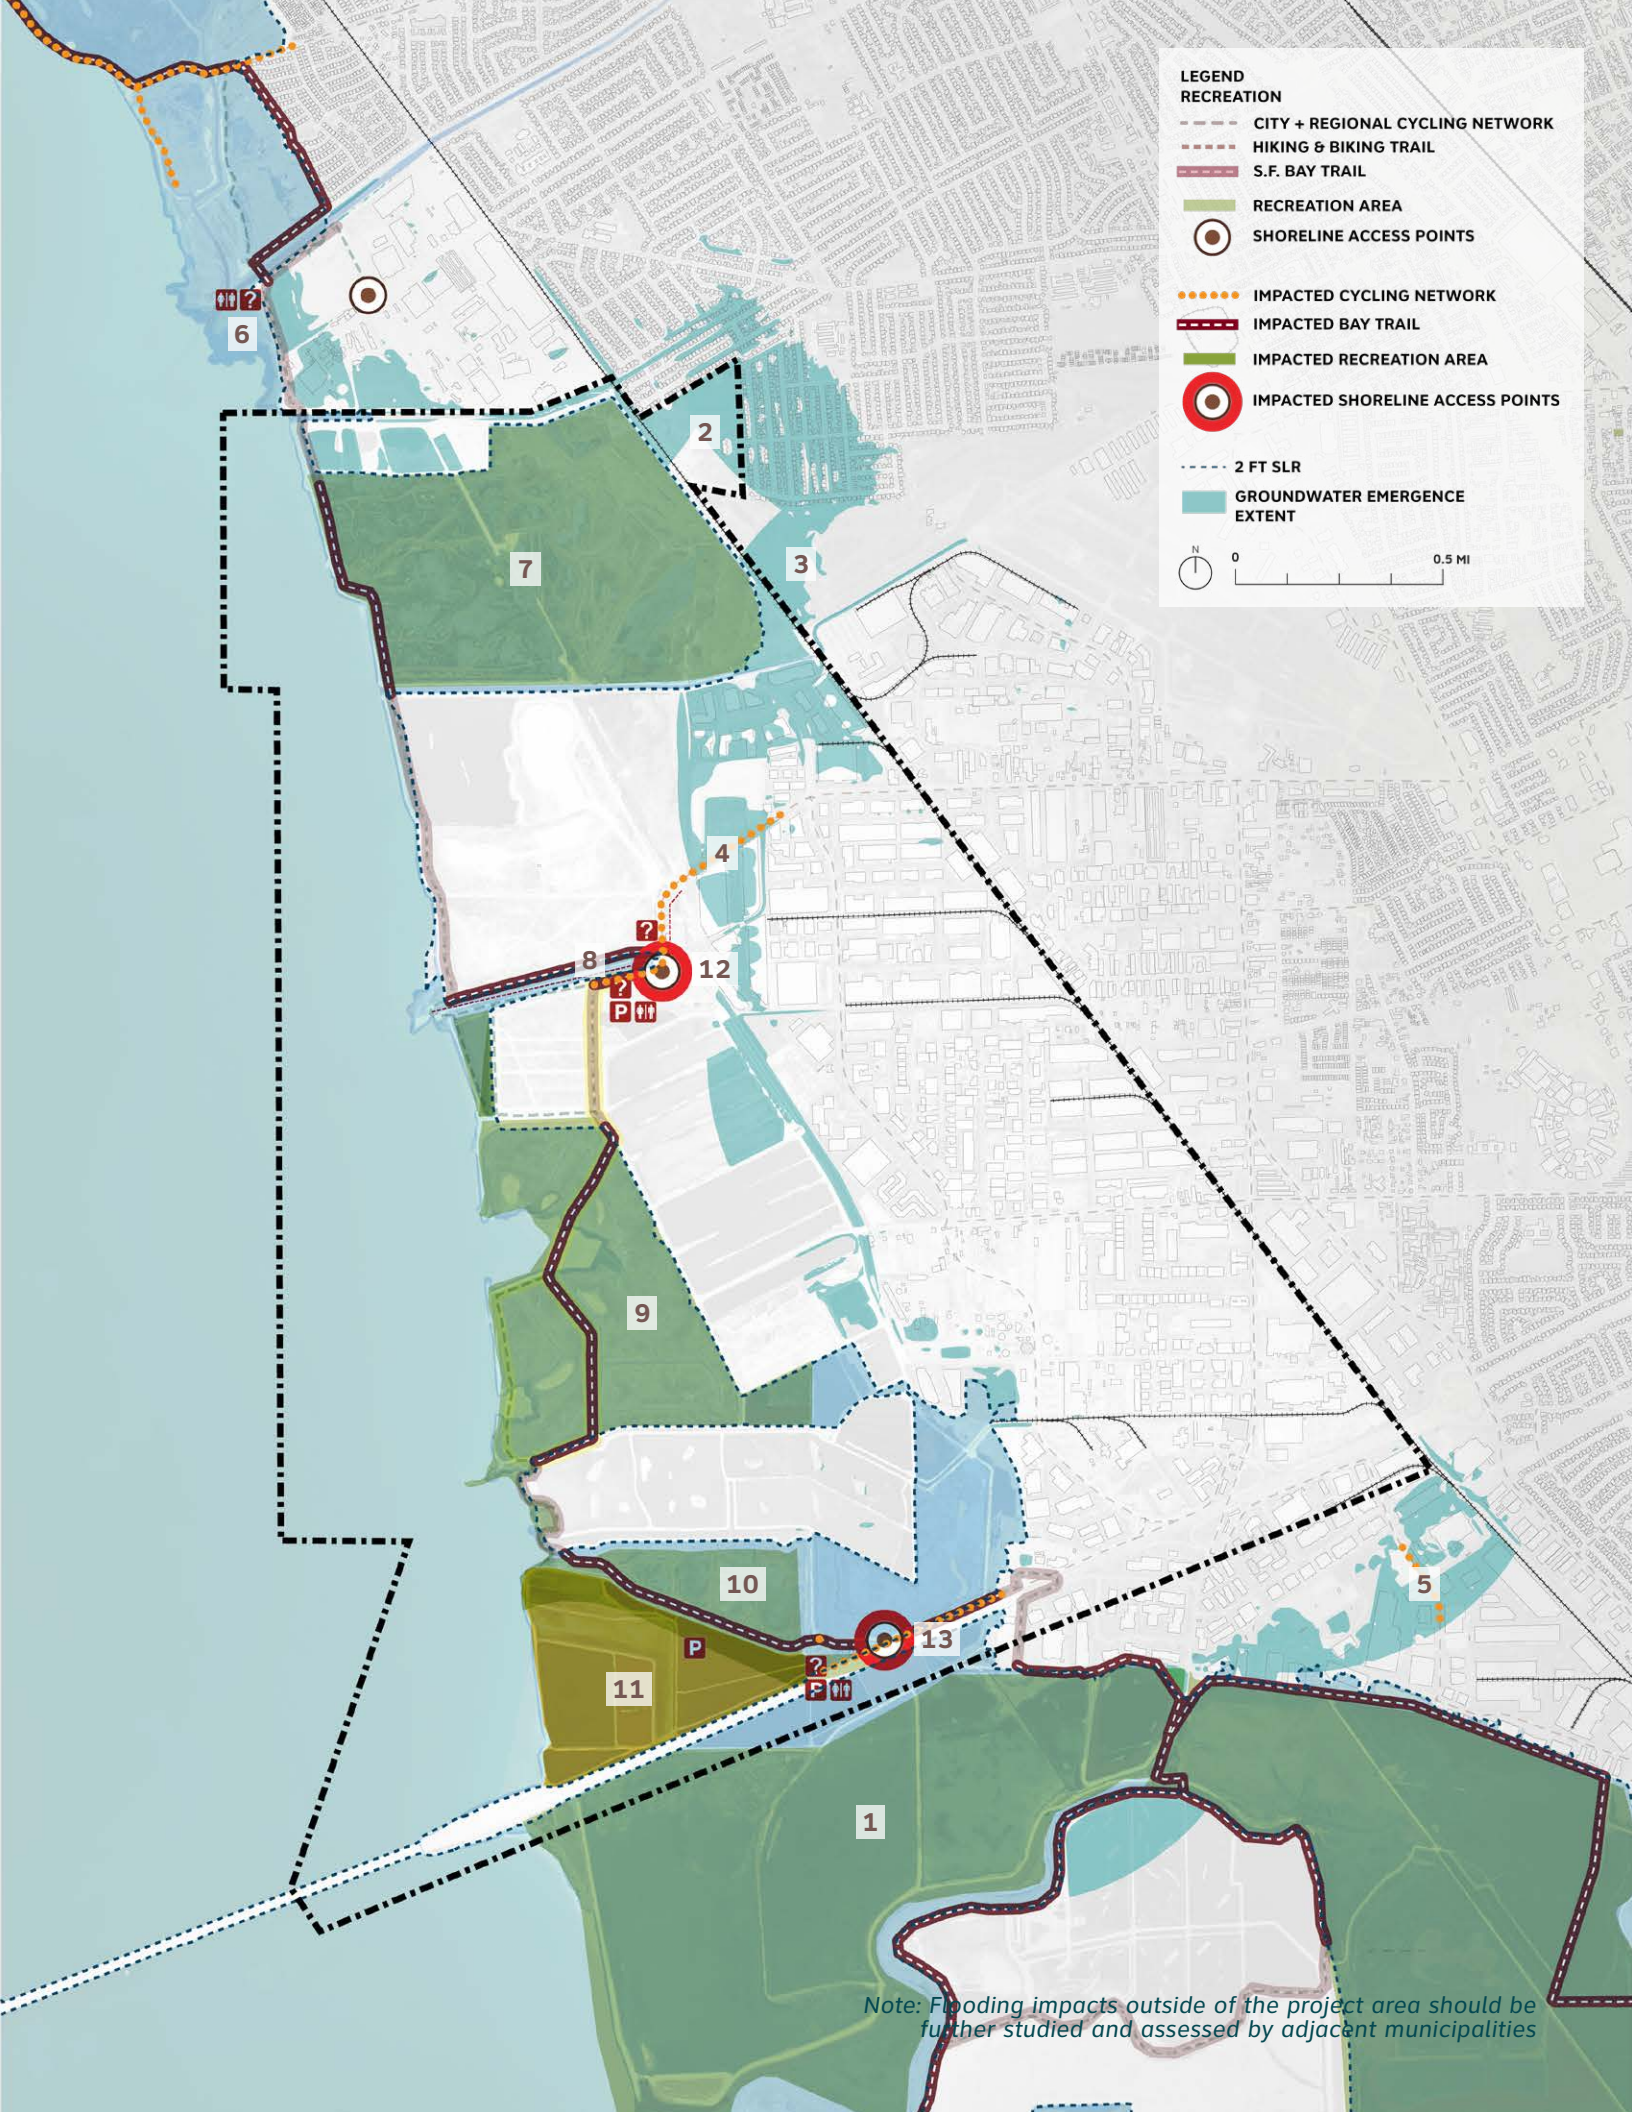 LEGEND
RECREATION
CITY + REGIONAL CYCLING NETWORK
HIKING & BIKING TRAIL
S.F. BAY TRAIL
RECREATION AREA
SHORELINE ACCESS POINTS
IMPACTED CYCLING NETWORK
IMPACTED BAY TRAIL
IMPACTED RECREATION AREA
IMPACTED SHORELINE ACCESS POINTS
2 FT SLR
GROUNDWATER EMERGENCE
EXTENT
N
0
0.5 MI
?
6
2
7
3
4
?
8
12
?
P
9
10
5
13
P
?
11
P
1
Note: Flooding impacts outside of the project area should be
further studied and assessed by adjacent municipalities